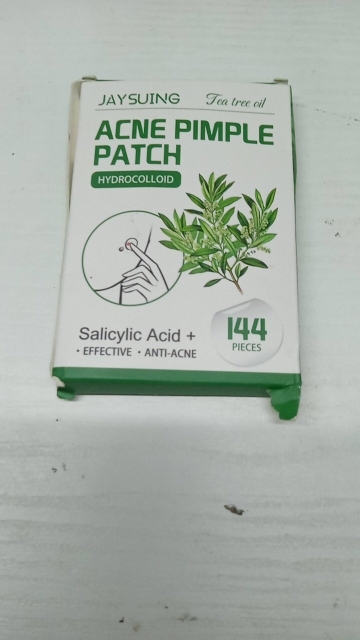 JAYSUING Tea tree oil
ACNE PIMPLE
PATCH
HYDROCOLLOID
Salicylic Acid +
• EFFECTIVE • ANTI-ACNE
144
PIECES